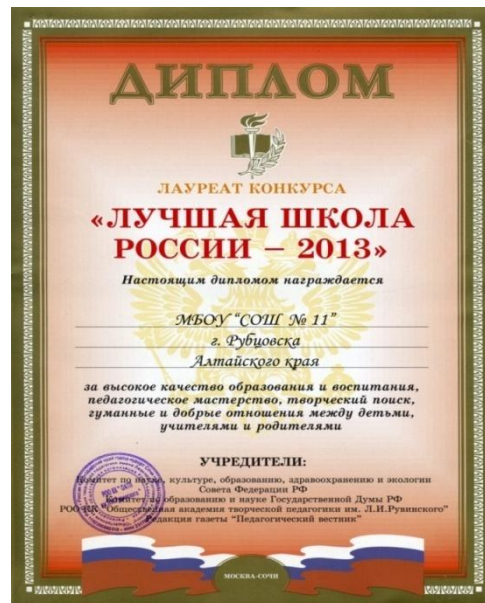 ДИПЛОМ
ЛАУРЕАТ КОНКУРСА
«ЛУЧШАЯ ШКОЛА
РОССИИ – 2013»
Настоящим дипломом награждается
МБОУ "СОШ № 11"
г. Рубцовска
Алтайского края
за высокое качество образования и воспитания,
педагогическое мастерство, творческий поиск,
гуманные и добрые отношения между детьми,
учителями и родителями
УЧРЕДИТЕЛИ:
Комитет по науке, культуре, образованию, здравоохранению и экологии
Совета Федерации РФ
Комитет по образованию и науке Государственной Думы РФ
"Общественная академия творческой педагогики им. Л.И.Рувинского"
Редакция газеты "Педагогический вестник"
МОСКВА-СОЧИ